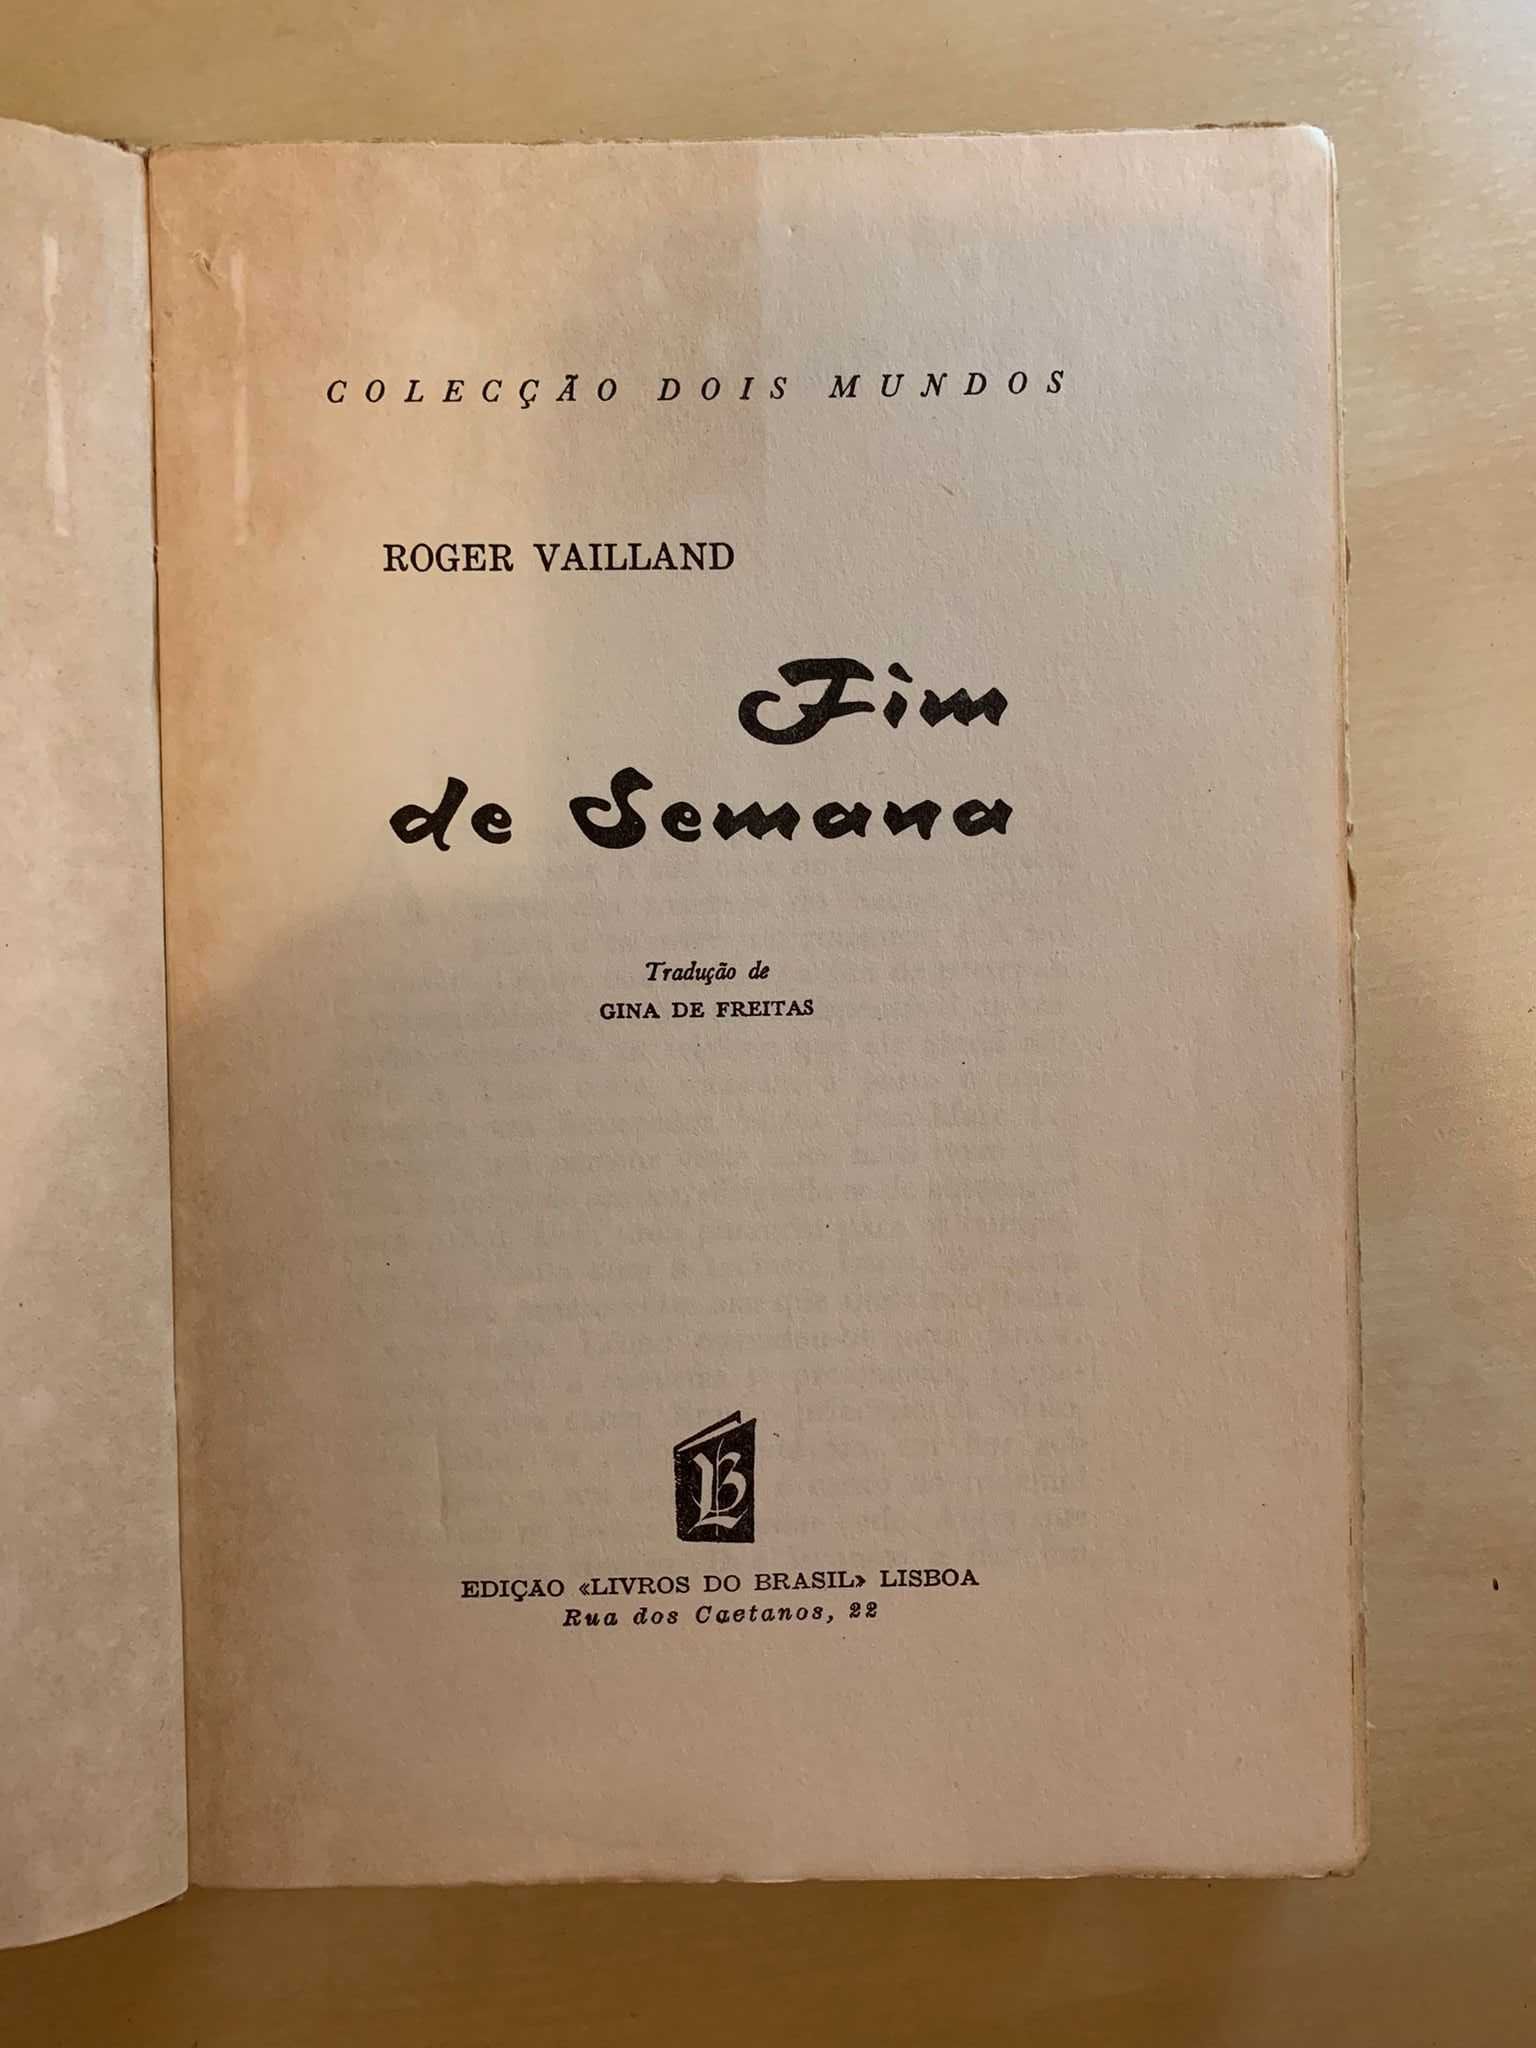 COLECÇÃO DOIS MUNDOS
ROGER VAILLAND
Fim
de Semana
Tradução de
GINA DE FREITAS
LB
EDIÇÃO «LIVROS DO BRASIL» LISBOA
Rua dos Caetanos, 22